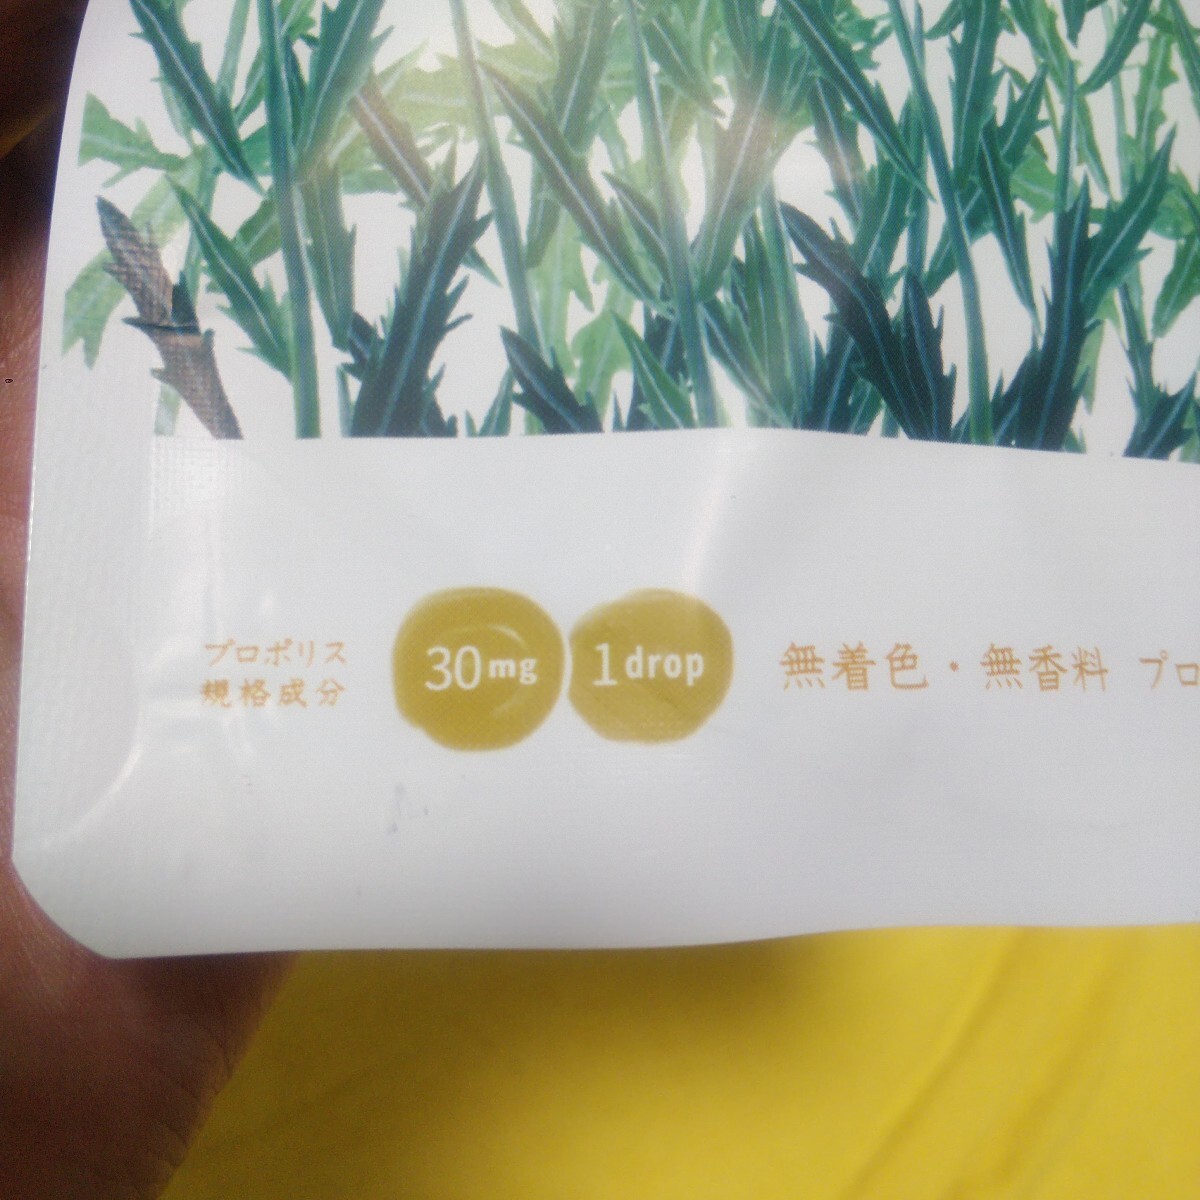 プロポリス
規格成分
30mg
1drop
無着色・無香料 プロ